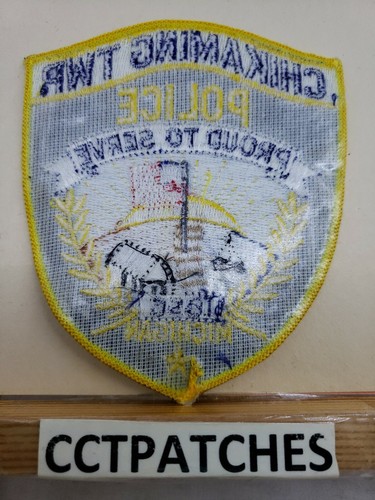 CHIKAMING TWP.
POLICE
PROUD TO SERVE
MICHIGAN
CCTPATCHES